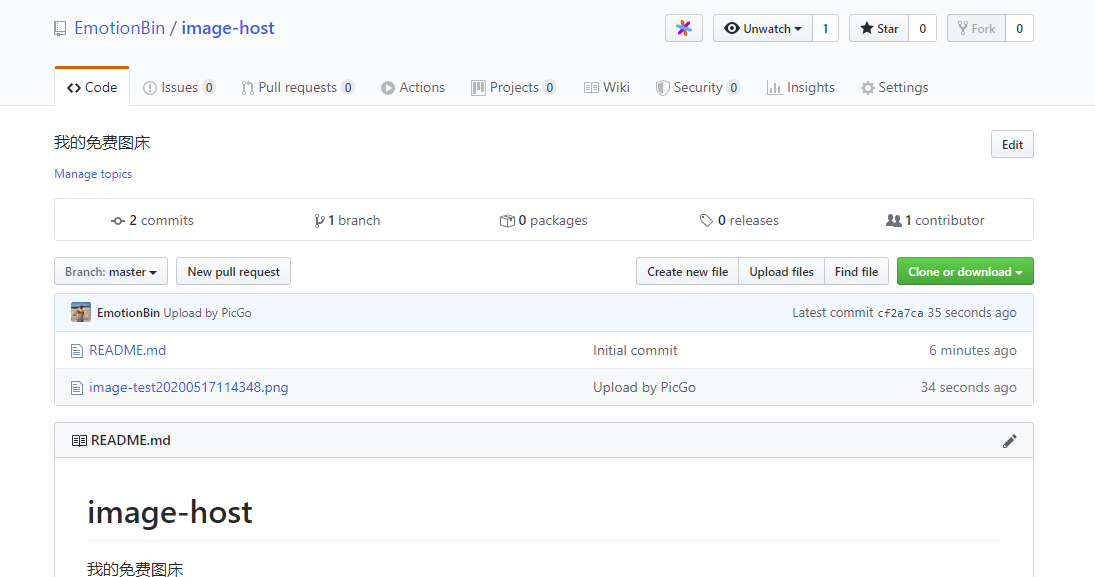 EmotionBin / image-host
Unwatch 1 Star 0 Fork 0
Code Issues 0 Pull requests 0 Actions Projects 0 Wiki Security 0 Insights Settings
我的免费图床 Edit
Manage topics
2 commits 1 branch 0 packages 0 releases 1 contributor
Branch: master New pull request Create new file Upload files Find file Clone or download
EmotionBin Upload by PicGo Latest commit cf2a7ca 35 seconds ago
README.md Initial commit 6 minutes ago
image-test20200517114348.png Upload by PicGo 34 seconds ago
README.md
image-host
我的免费图床